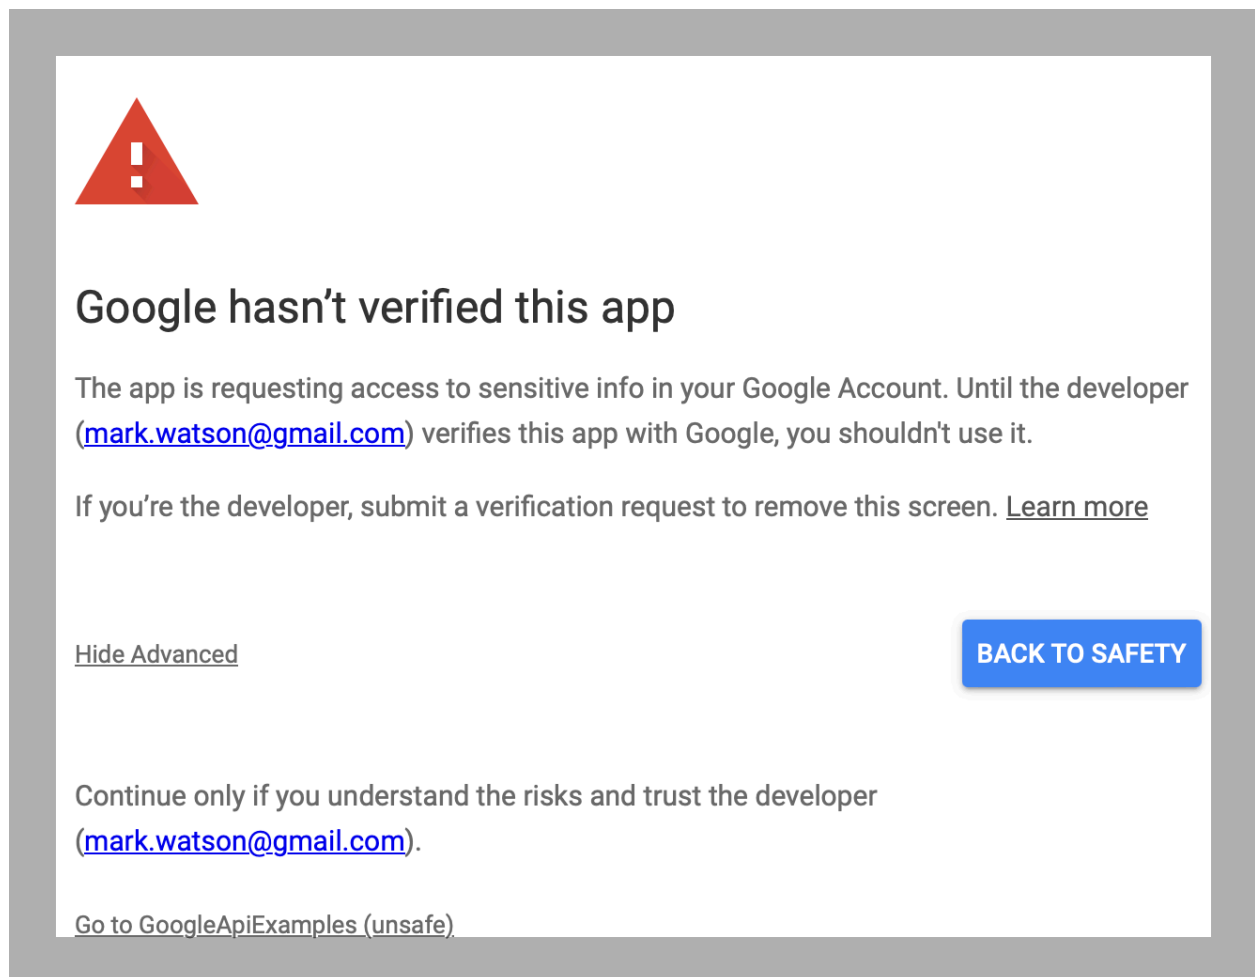 Google hasn’t verified this app
The app is requesting access to sensitive info in your Google Account. Until the developer
(mark.watson@gmail.com) verifies this app with Google, you shouldn't use it.
If you’re the developer, submit a verification request to remove this screen. Learn more
Hide Advanced
BACK TO SAFETY
Continue only if you understand the risks and trust the developer
(mark.watson@gmail.com).
Go to GoogleApiExamples (unsafe)